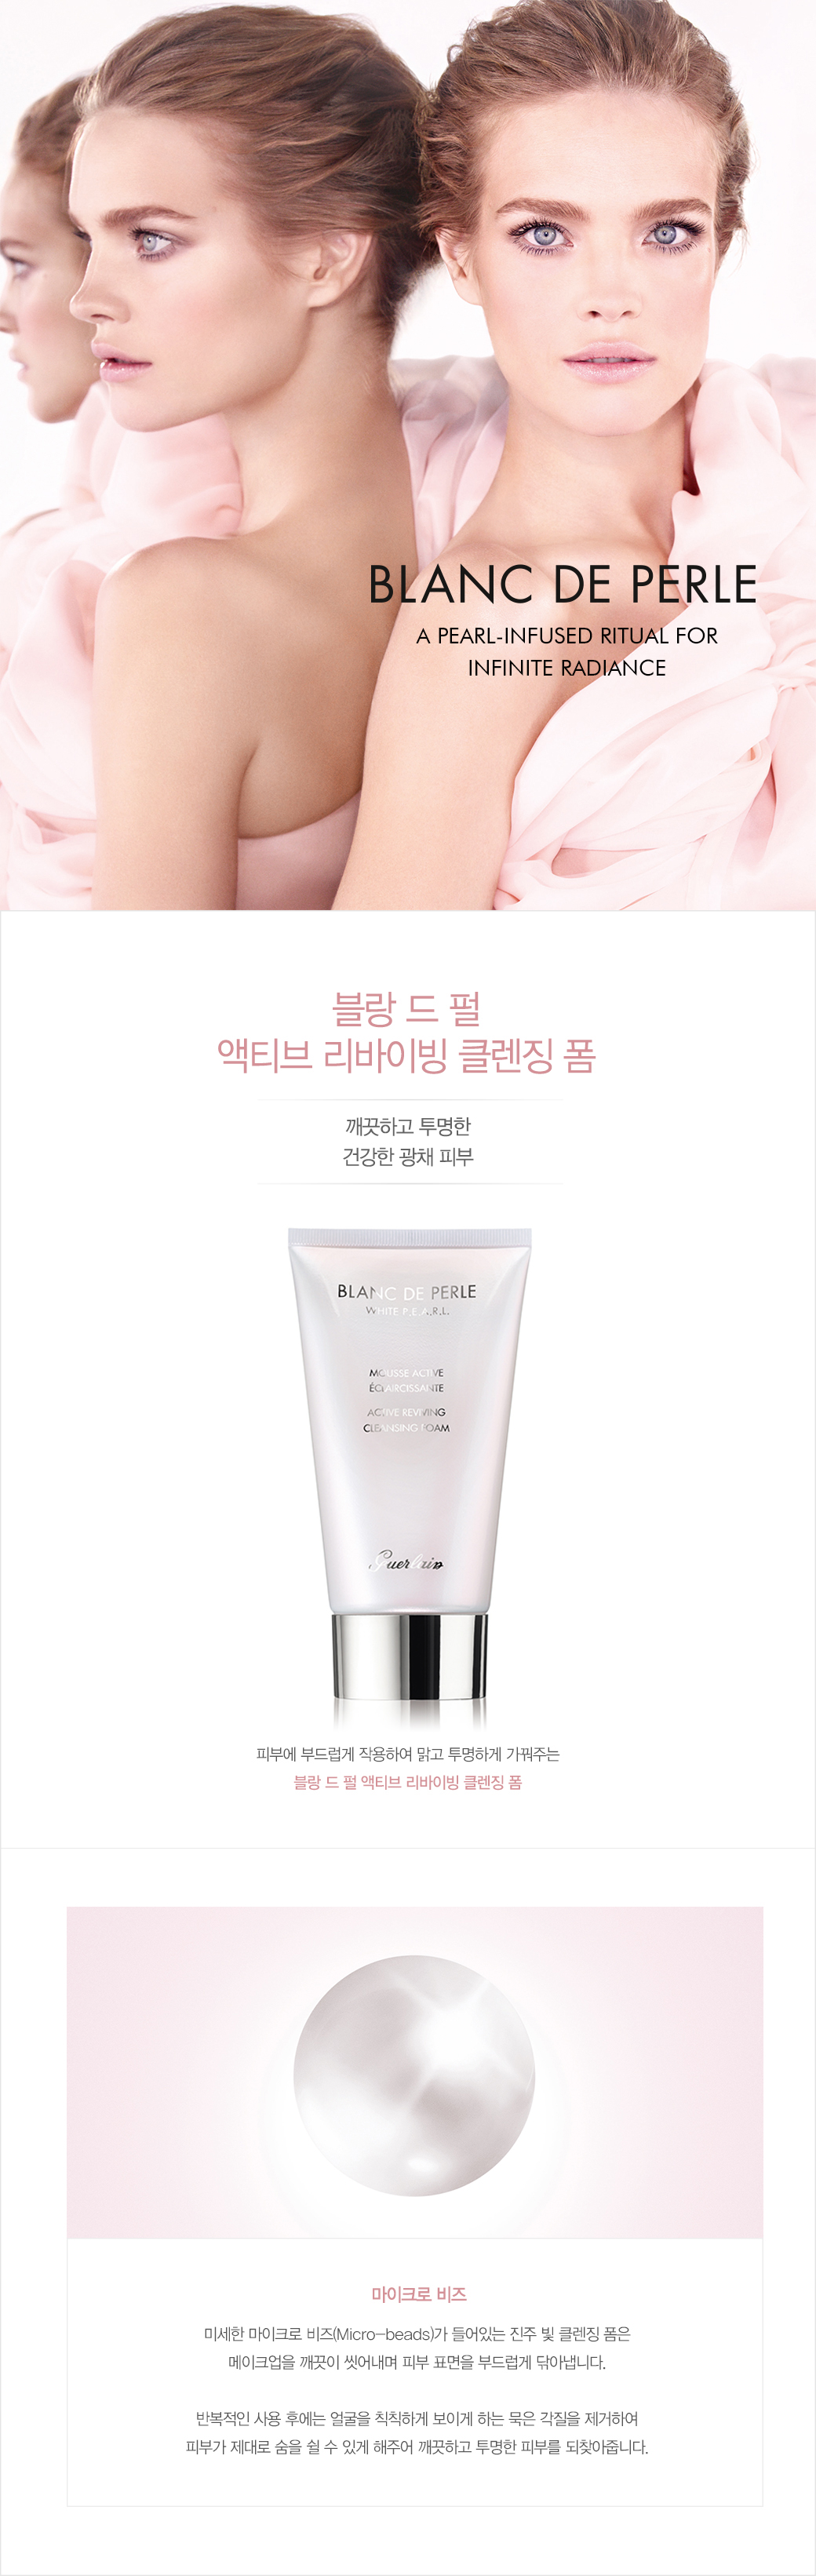 BLANC DE PERLE
A PEARL-INFUSED RITUAL FOR
INFINITE RADIANCE
블랑 드 펄
액티브 리바이빙 클렌징 폼
깨끗하고 투명한
건강한 광채 피부
BLANC DE PERLE
WHITE P.E.A.R.L.
MOUSSE ACTIVE
ÉCLAIRCISSANTE
ACTIVE REVIVING
CLEANSING FOAM
Guerlain
피부에 부드럽게 작용하여 맑고 투명하게 가꿔주는
블랑 드 펄 액티브 리바이빙 클렌징 폼
마이크로 비즈
미세한 마이크로 비즈(Micro-beads)가 들어있는 진주 빛 클렌징 폼은
메이크업을 깨끗이 씻어내며 피부 표면을 부드럽게 닦아냅니다.
반복적인 사용 후에는 얼굴을 칙칙하게 보이게 하는 묵은 각질을 제거하여
피부가 제대로 숨을 쉴 수 있게 해주어 깨끗하고 투명한 피부를 되찾아줍니다.